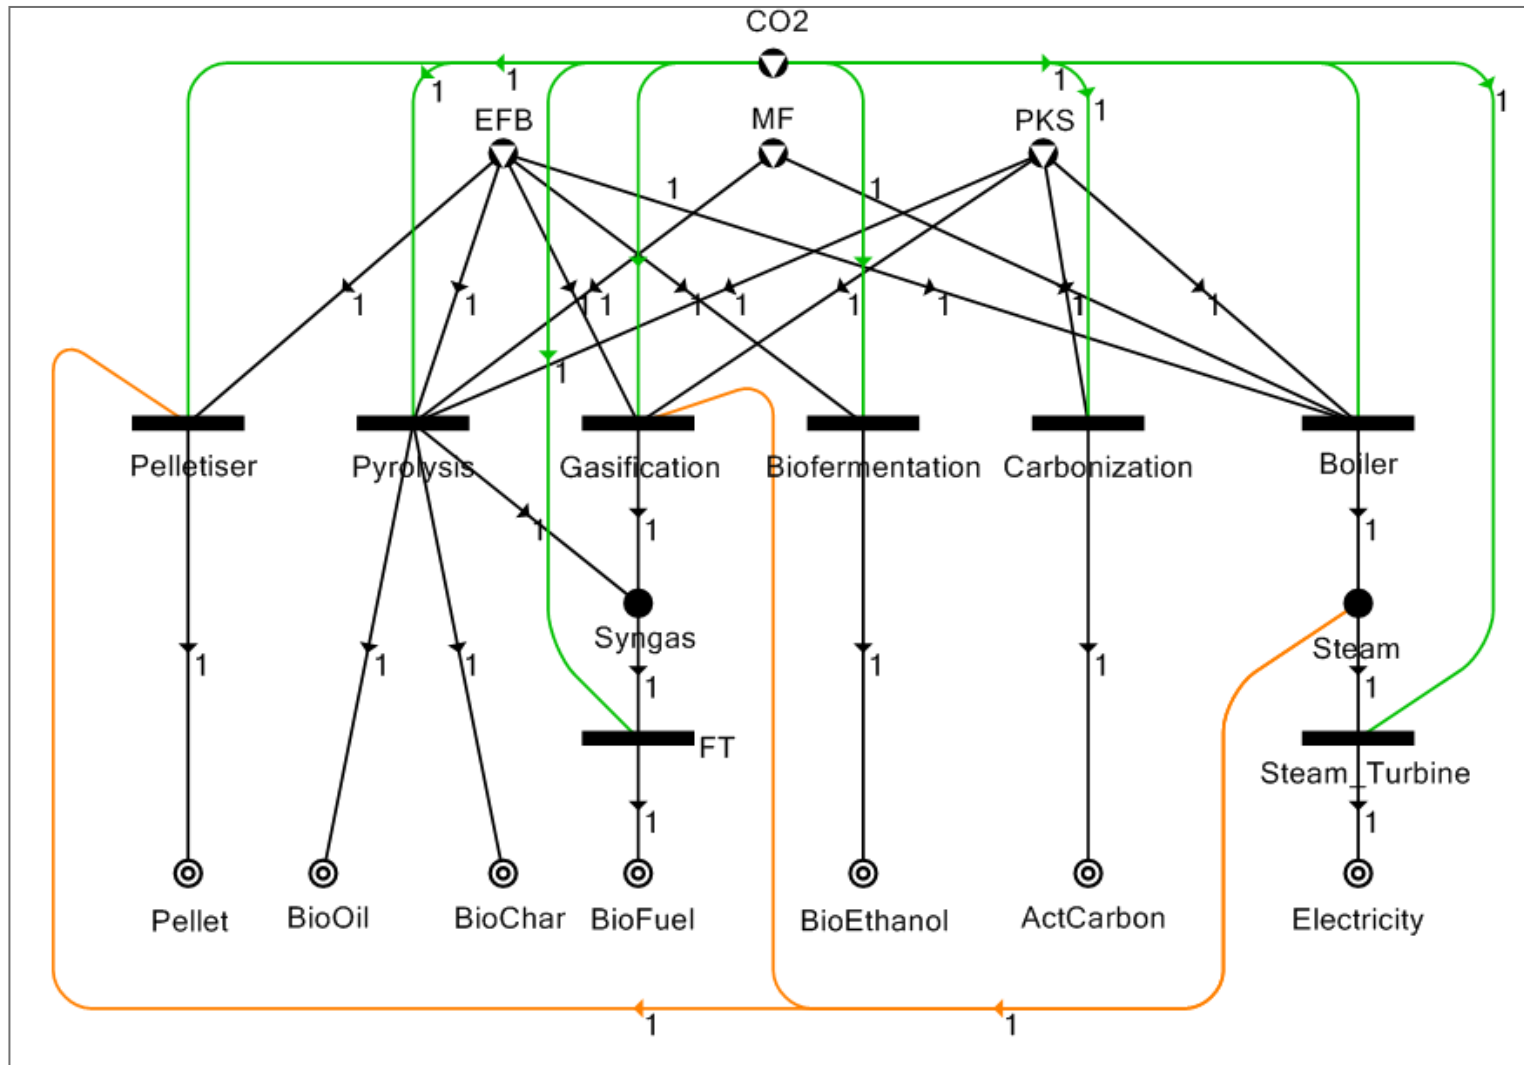 CO2
1
1
1
1
1
EFB
MF
PKS
1
1
1
1
1
1
1
1
1
1
1
1
1
Pelletiser
Pyrolysis
Gasification
Biofermentation
Carbonization
Boiler
1
1
1
Syngas
Steam
1
1
1
1
1
1
1
1
FT
Steam_Turbine
1
1
Pellet
BioOil
BioChar
BioFuel
BioEthanol
ActCarbon
Electricity
1
1